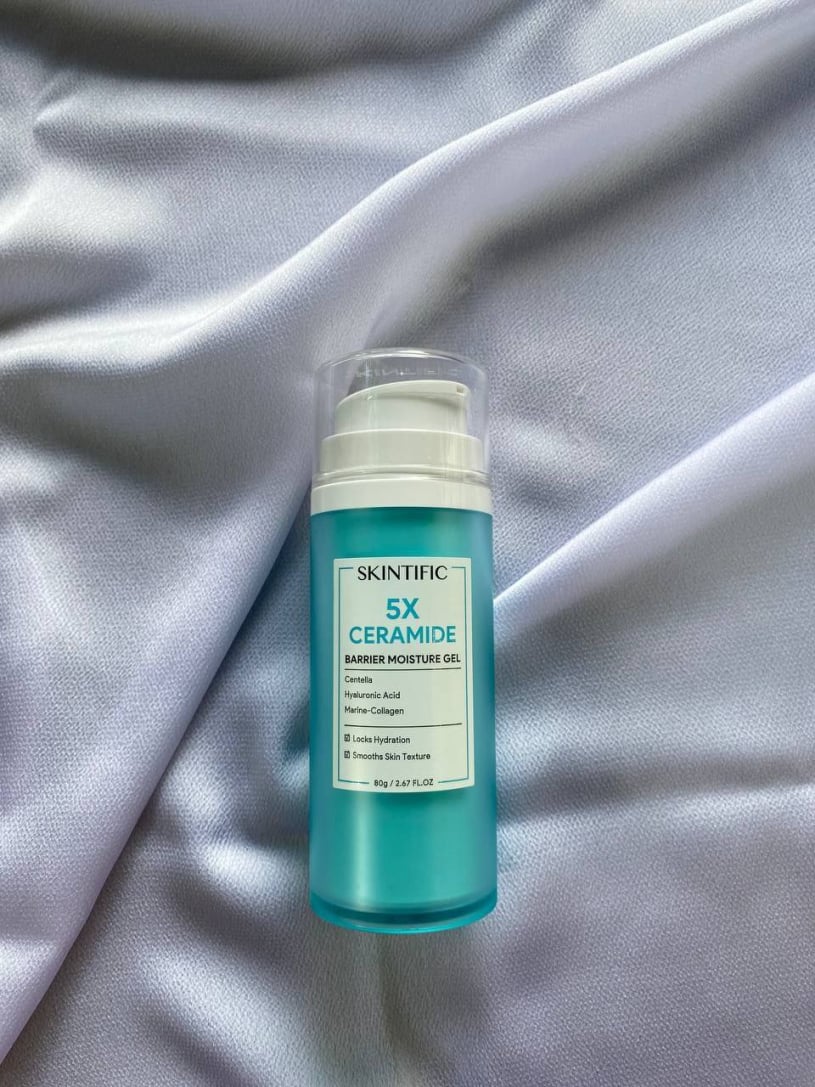 SKINTIFIC
SKINTIFIC
5X
CERAMIDE
BARRIER MOISTURE GEL
Centella
Hyaluronic Acid
Marine-Collagen
Locks Hydration
Smooths Skin Texture
80g / 2.67 FL.OZ